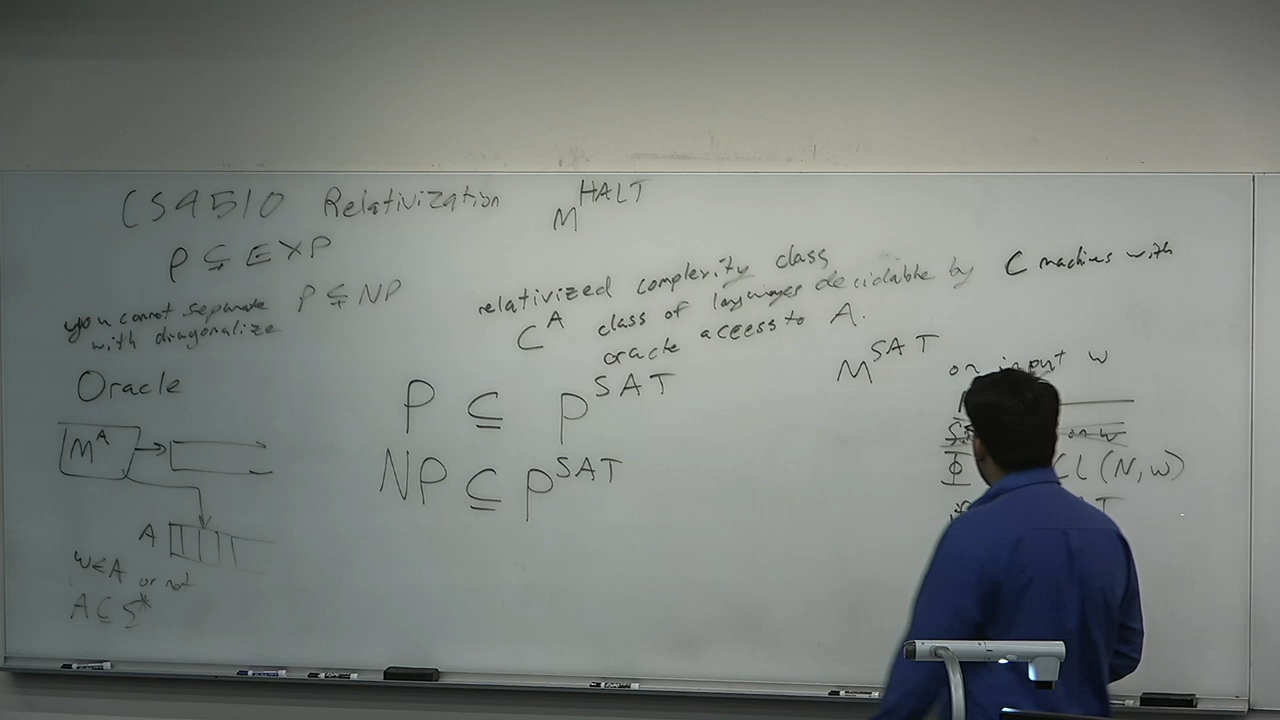 CS4510 Relativization
M^HALT
P ⊊ EXP
you cannot separate P ⊊ NP
with diagonalize
relativized complexity class
C^A class of languages decidable by C machines with
oracle access to A.
Oracle
M^A
A
w∈A or not
A ⊆ Σ*
P ⊆ P^SAT
NP ⊆ P^SAT
M^SAT on input w
on w
Φ CL(N,w)